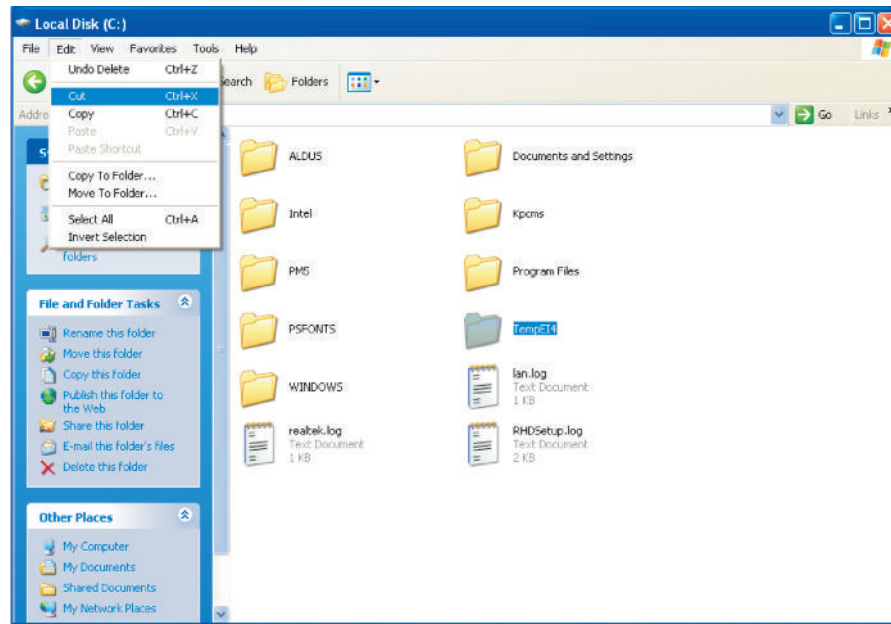 Local Disk (C:)
File Edit View Favorites Tools Help
Undo Delete Ctrl+Z
Cut Ctrl+X
Copy Ctrl+C
Paste Ctrl+V
Paste Shortcut
Copy To Folder...
Move To Folder...
Select All Ctrl+A
Invert Selection
earch Folders
Addre
Go Links
folders
File and Folder Tasks
Rename this folder
Move this folder
Copy this folder
Publish this folder to
the Web
Share this folder
E-mail this folder's files
Delete this folder
Other Places
My Computer
My Documents
Shared Documents
My Network Places
ALDUS
Documents and Settings
Intel
Kpcms
PM5
Program Files
PSFONTS
TempEI4
WINDOWS
lan.log
Text Document
1 KB
realtek.log
Text Document
1 KB
RHDSetup.log
Text Document
2 KB